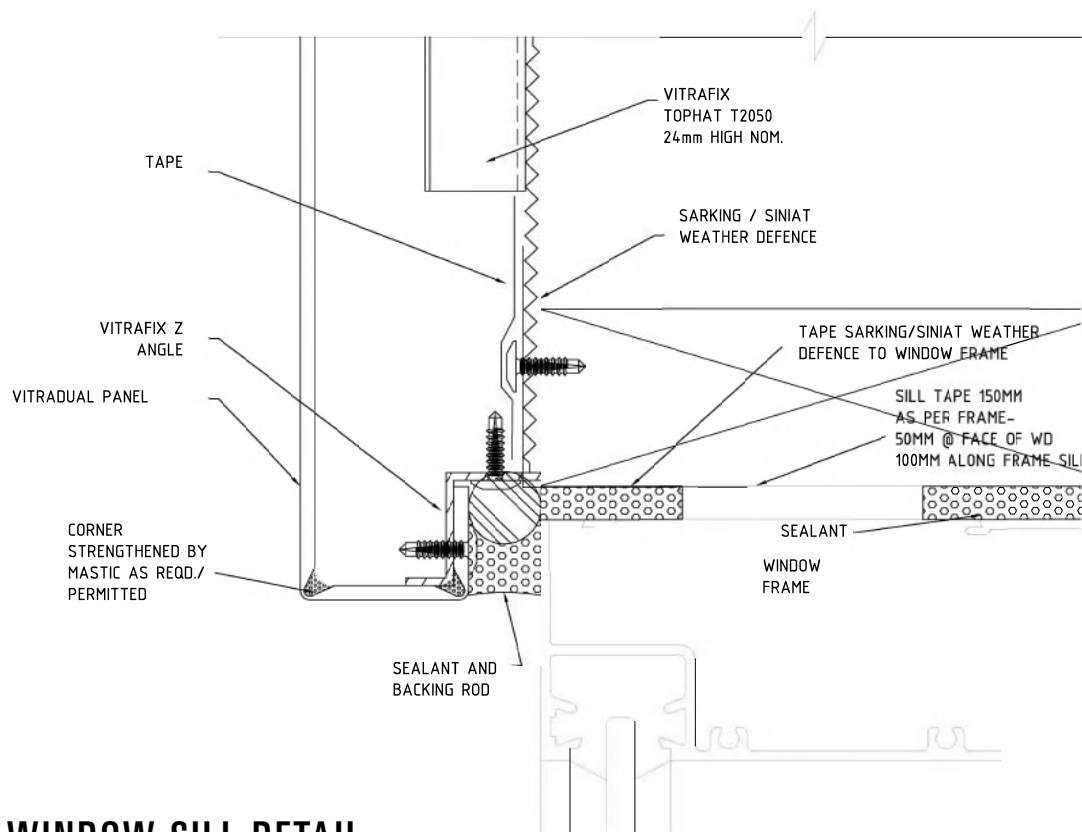 VITRAFIX
TOPHAT T2050
24mm HIGH NOM.
TAPE
SARKING / SINIAT
WEATHER DEFENCE
VITRAFIX Z
ANGLE
TAPE SARKING/SINIAT WEATHER
DEFENCE TO WINDOW FRAME
VITRADUAL PANEL
SILL TAPE 150MM
AS PER FRAME-
50MM @ FACE OF WD
100MM ALONG FRAME SILL
CORNER
STRENGTHENED BY
MASTIC AS REQD./
PERMITTED
SEALANT
WINDOW
FRAME
SEALANT AND
BACKING ROD
WINDOW SILL DETAIL